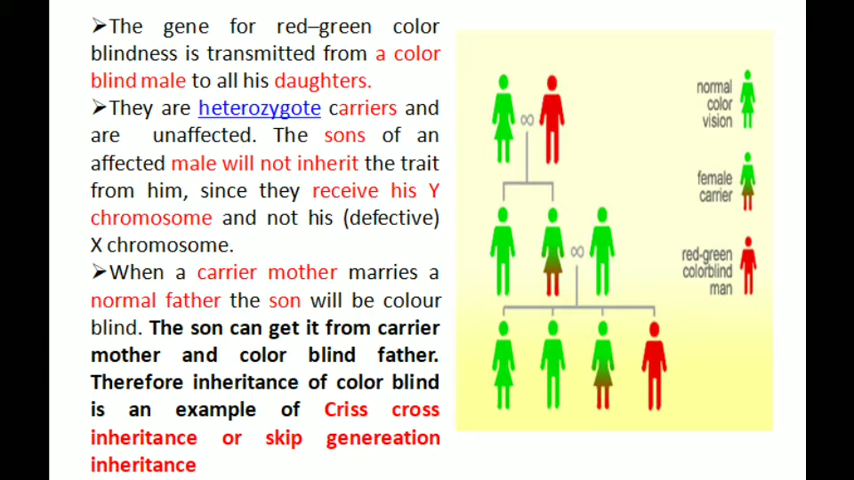 ➢The gene for red–green color
blindness is transmitted from a color
blind male to all his daughters.
➢They are heterozygote carriers and
are unaffected. The sons of an
affected male will not inherit the trait
from him, since they receive his Y
chromosome and not his (defective)
X chromosome.
➢When a carrier mother marries a
normal father the son will be colour
blind. The son can get it from carrier
mother and color blind father.
Therefore inheritance of color blind
is an example of Criss cross
inheritance or skip genereation
inheritance
normal
color
vision
female
carrier
red-green
colorblind
man